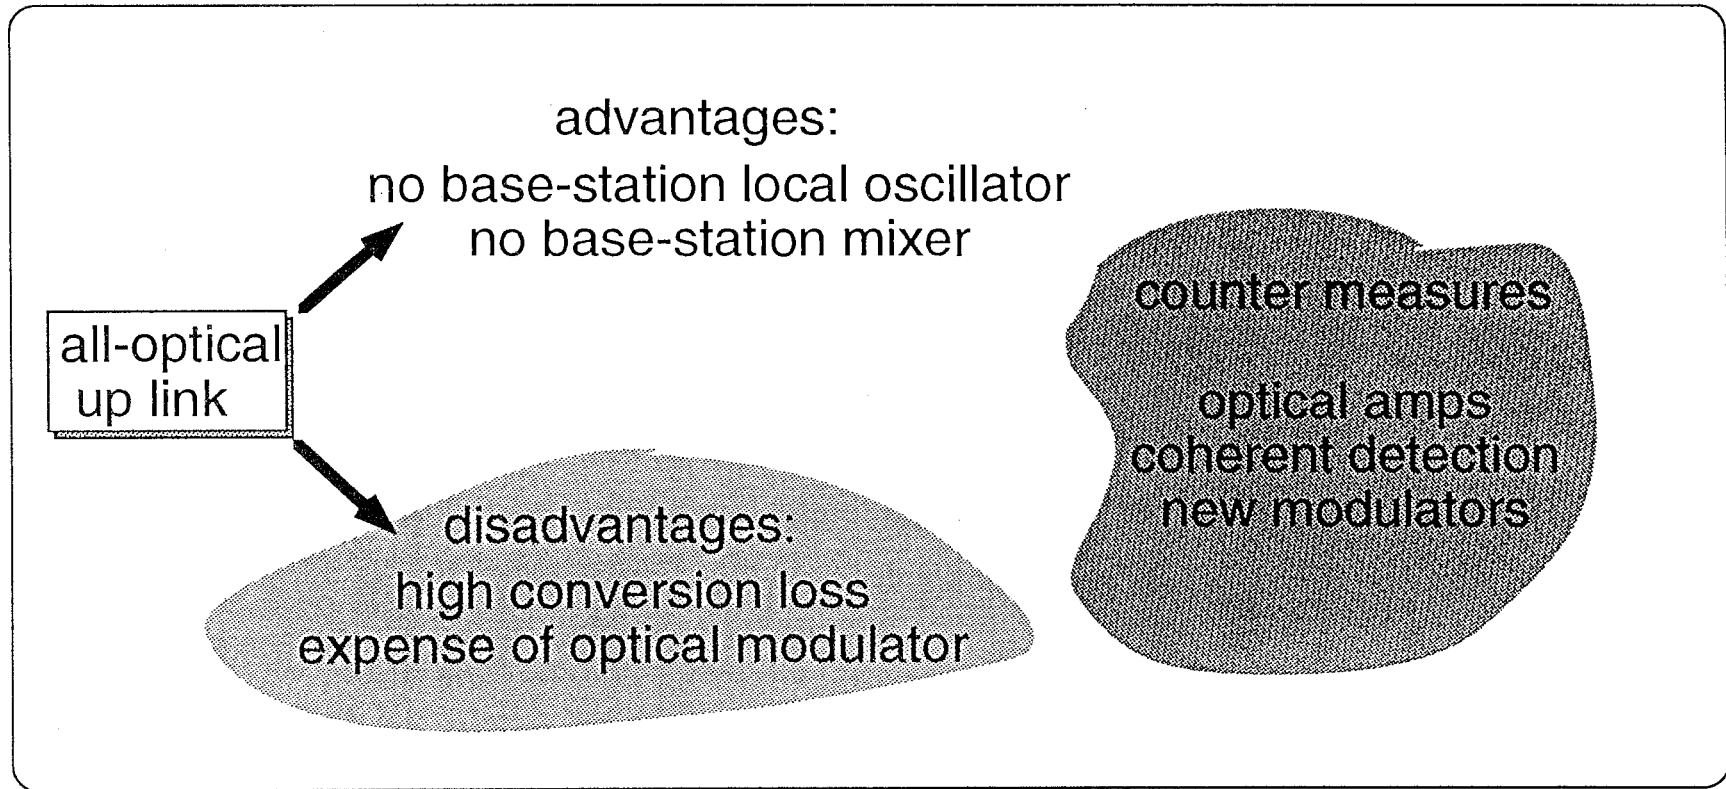 advantages:
no base-station local oscillator
no base-station mixer
all-optical
up link
disadvantages:
high conversion loss
expense of optical modulator
counter measures
optical amps
coherent detection
new modulators